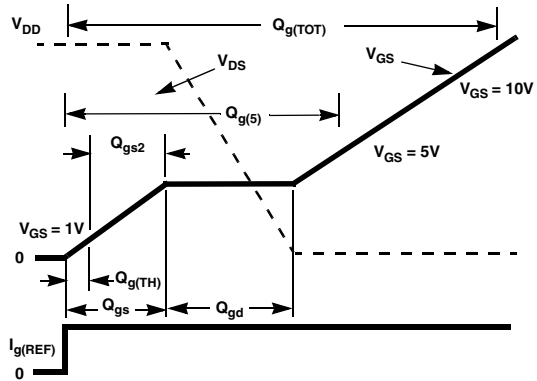 V_DD
Q_g(TOT)
V_DS
V_GS
V_GS = 10V
Q_g(5)
Q_gs2
V_GS = 5V
V_GS = 1V
0
Q_g(TH)
Q_gs
Q_gd
I_g(REF)
0